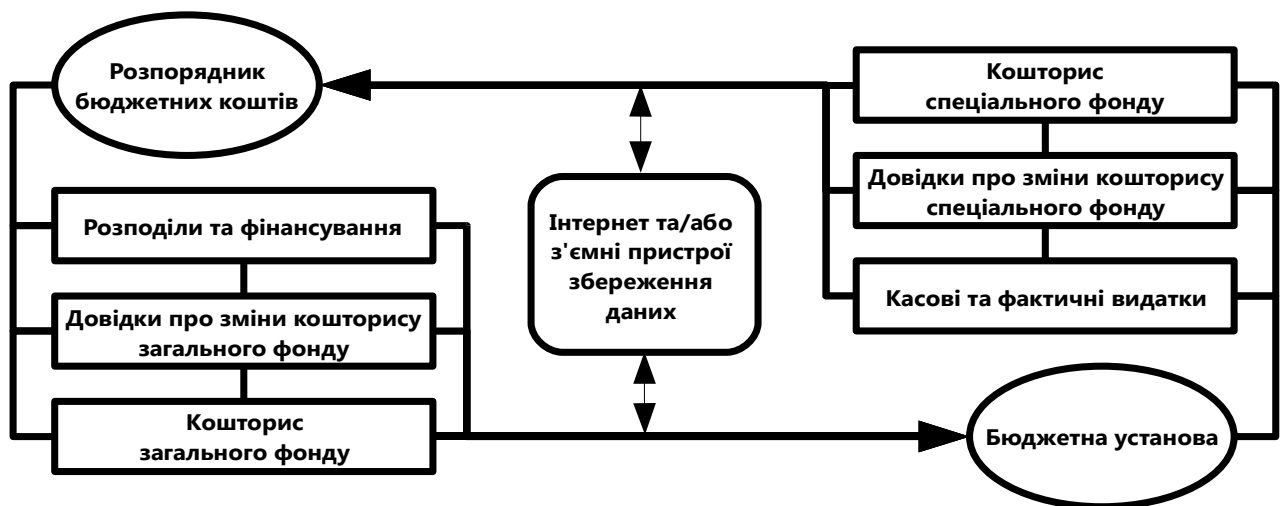 Розпорядник
бюджетних коштів
Розподіли та фінансування
Довідки про зміни кошторису
загального фонду
Кошторис
загального фонду
Інтернет та/або
з'ємні пристрої
збереження
даних
Кошторис
спеціального фонду
Довідки про зміни кошторису
спеціального фонду
Касові та фактичні видатки
Бюджетна установа